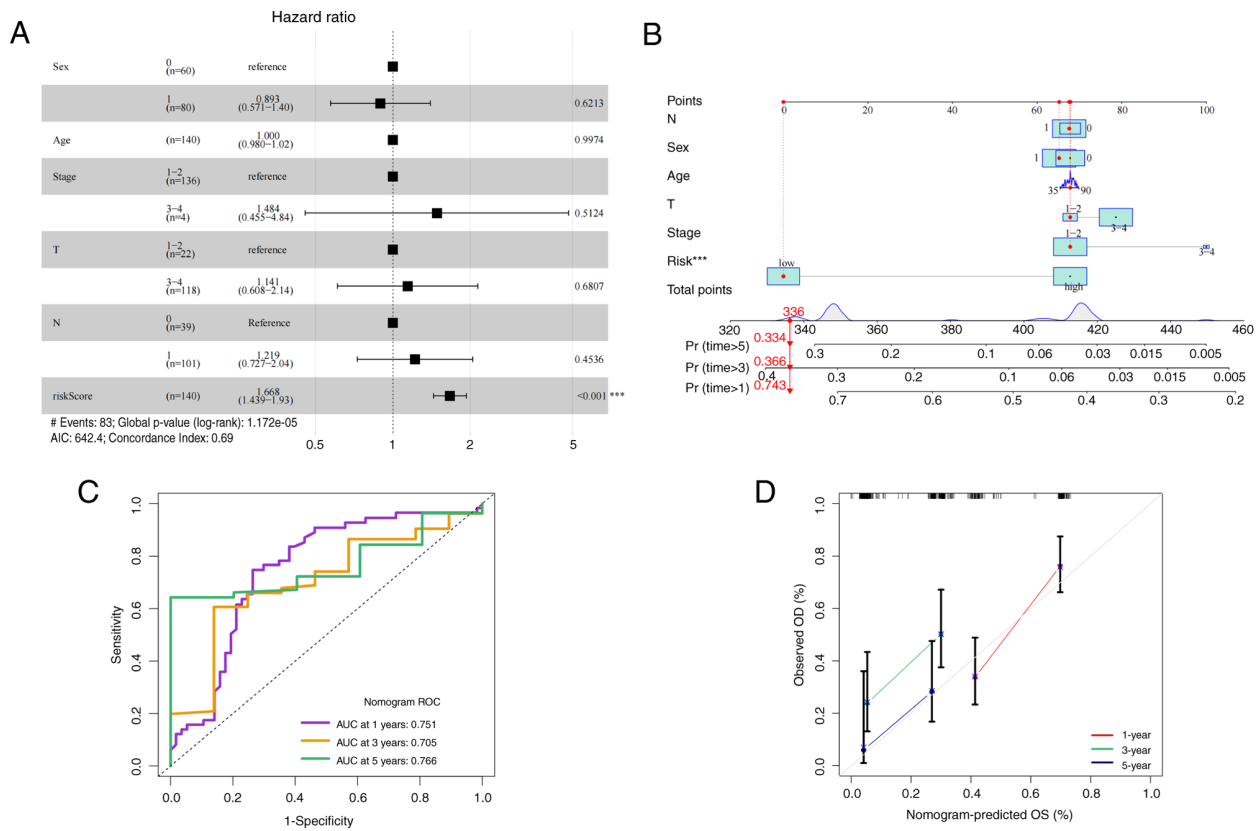 A
Hazard ratio
Sex
0
(n=60)
reference
1
(n=80)
0.893
(0.571−1.40)
0.6213
Age
(n=140)
1.000
(0.980−1.02)
0.9974
Stage
1−2
(n=136)
reference
3−4
(n=4)
1.484
(0.455−4.84)
0.5124
T
1−2
(n=22)
reference
3−4
(n=118)
1.141
(0.608−2.14)
0.6807
N
0
(n=39)
Reference
1
(n=101)
1.219
(0.727−2.04)
0.4536
riskScore
(n=140)
1.668
(1.439−1.93)
<0.001 ***
# Events: 83; Global p-value (log-rank): 1.172e-05
AIC: 642.4; Concordance Index: 0.69
0.5 1 2 5
B
Points
0 20 40 60 80 100
N
1 0
Sex
1 0
Age
35 90
T
1−2
3−4
Stage
1−2
3−4
Risk***
low
high
Total points
336
320 340 360 380 400 420 440 460
0.334
Pr (time>5)
0.3 0.2 0.1 0.06 0.03 0.015 0.005
0.366
Pr (time>3)
0.4 0.3 0.2 0.1 0.06 0.03 0.015 0.005
0.743
Pr (time>1)
0.7 0.6 0.5 0.4 0.3 0.2
C
Sensitivity
1.0
0.8
0.6
0.4
0.2
0.0
Nomogram ROC
AUC at 1 years: 0.751
AUC at 3 years: 0.705
AUC at 5 years: 0.766
0.0 0.2 0.4 0.6 0.8 1.0
1-Specificity
D
Observed OD (%)
1.0
0.8
0.6
0.4
0.2
0.0
1-year
3-year
5-year
0.0 0.2 0.4 0.6 0.8 1.0
Nomogram-predicted OS (%)